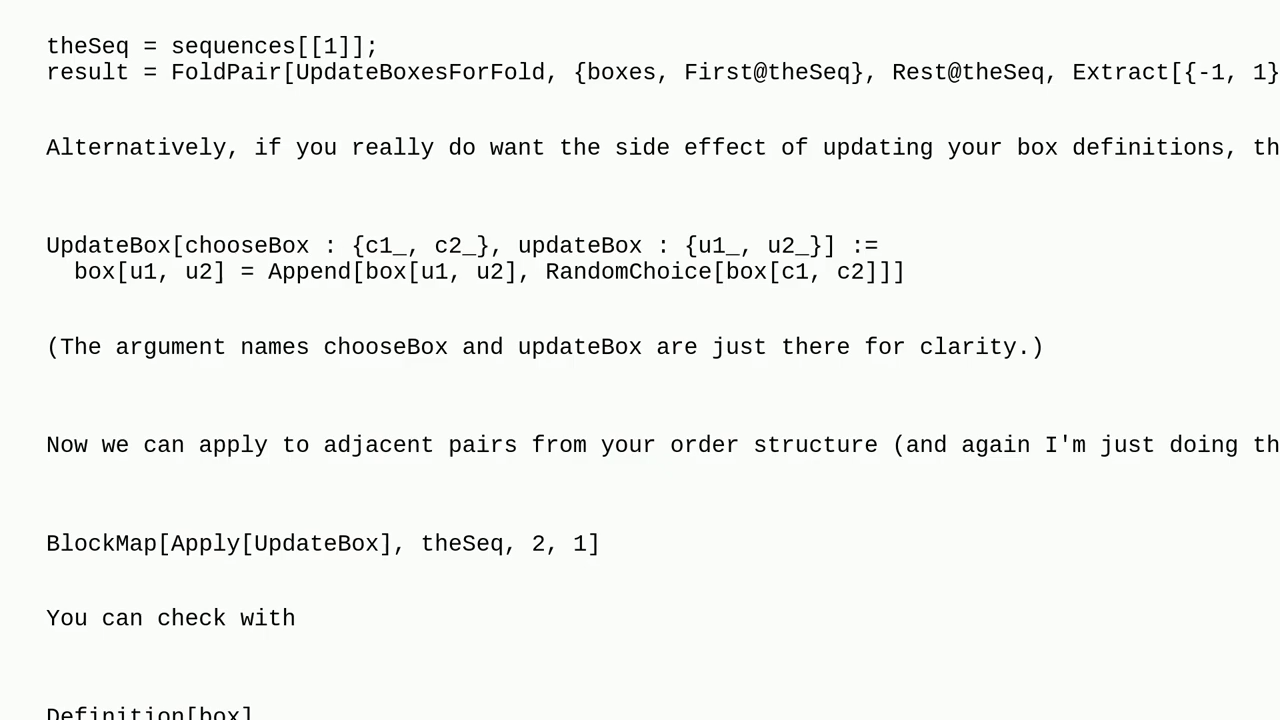 theSeq = sequences[[1]];
result = FoldPair[UpdateBoxesForFold, {boxes, First@theSeq}, Rest@theSeq, Extract[{-1, 1}
Alternatively, if you really do want the side effect of updating your box definitions, th
UpdateBox[chooseBox : {c1_, c2_}, updateBox : {u1_, u2_}] :=
  box[u1, u2] = Append[box[u1, u2], RandomChoice[box[c1, c2]]]
(The argument names chooseBox and updateBox are just there for clarity.)
Now we can apply to adjacent pairs from your order structure (and again I'm just doing th
BlockMap[Apply[UpdateBox], theSeq, 2, 1]
You can check with
Definition[box]